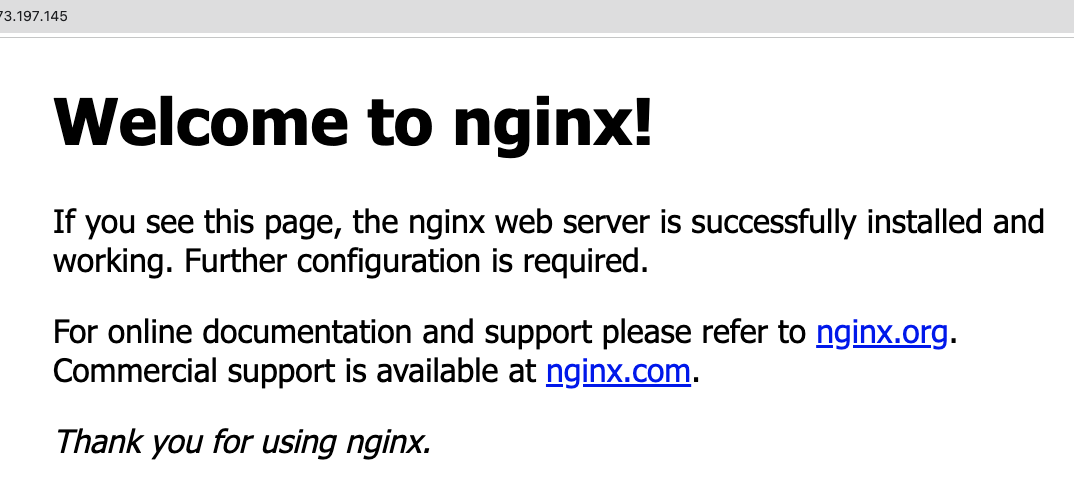 73.197.145
Welcome to nginx!
If you see this page, the nginx web server is successfully installed and
working. Further configuration is required.
For online documentation and support please refer to nginx.org.
Commercial support is available at nginx.com.
Thank you for using nginx.